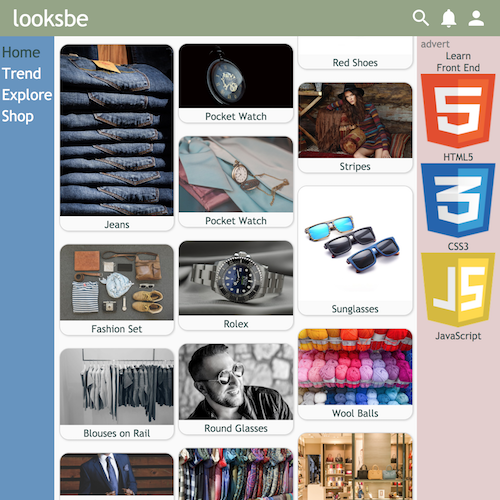 looksbe
Home
Trend
Explore
Shop
Jeans
Fashion Set
Blouses on Rail
Pocket Watch
Pocket Watch
Rolex
Round Glasses
Red Shoes
Stripes
Sunglasses
Wool Balls
advert
Learn
Front End
5
HTML5
3
CSS3
JS
JavaScript